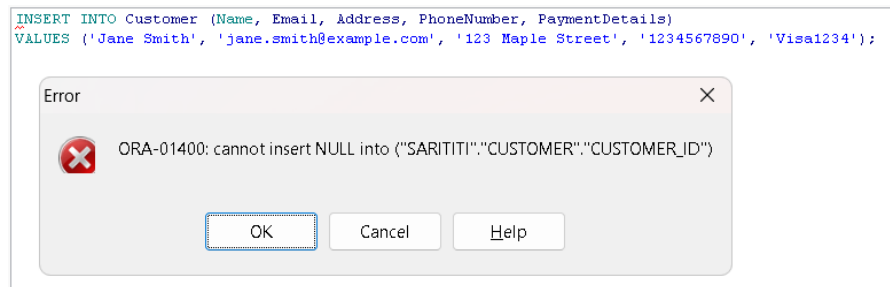 INSERT INTO Customer (Name, Email, Address, PhoneNumber, PaymentDetails)
VALUES ('Jane Smith', 'jane.smith@example.com', '123 Maple Street', '1234567890', 'Visa1234');
Error
ORA-01400: cannot insert NULL into ("SARITITI"."CUSTOMER"."CUSTOMER_ID")
OK Cancel Help